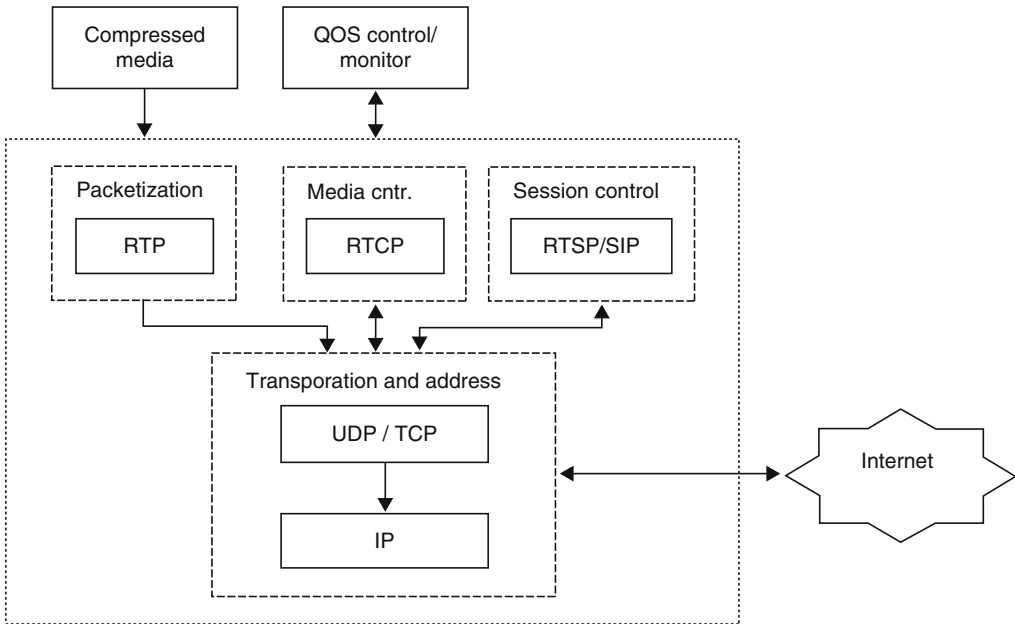 Compressed
media
QOS control/
monitor
Packetization
RTP
Media cntr.
RTCP
Session control
RTSP/SIP
Transporation and address
UDP / TCP
IP
Internet